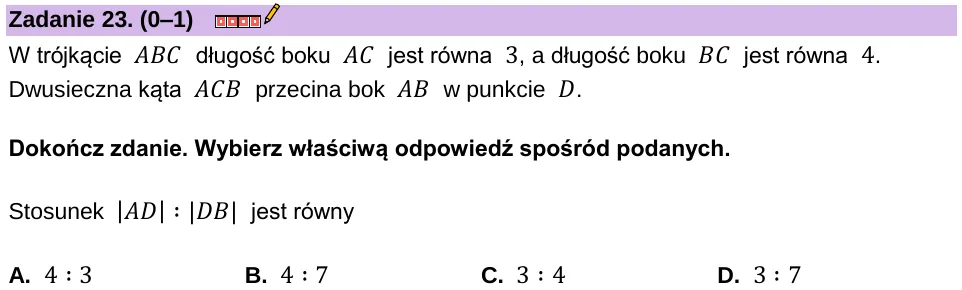 Zadanie 23. (0–1)
W trójkącie ABC długość boku AC jest równa 3, a długość boku BC jest równa 4.
Dwusieczna kąta ACB przecina bok AB w punkcie D.
Dokończ zdanie. Wybierz właściwą odpowiedź spośród podanych.
Stosunek |AD| : |DB| jest równy
A. 4 : 3 B. 4 : 7 C. 3 : 4 D. 3 : 7